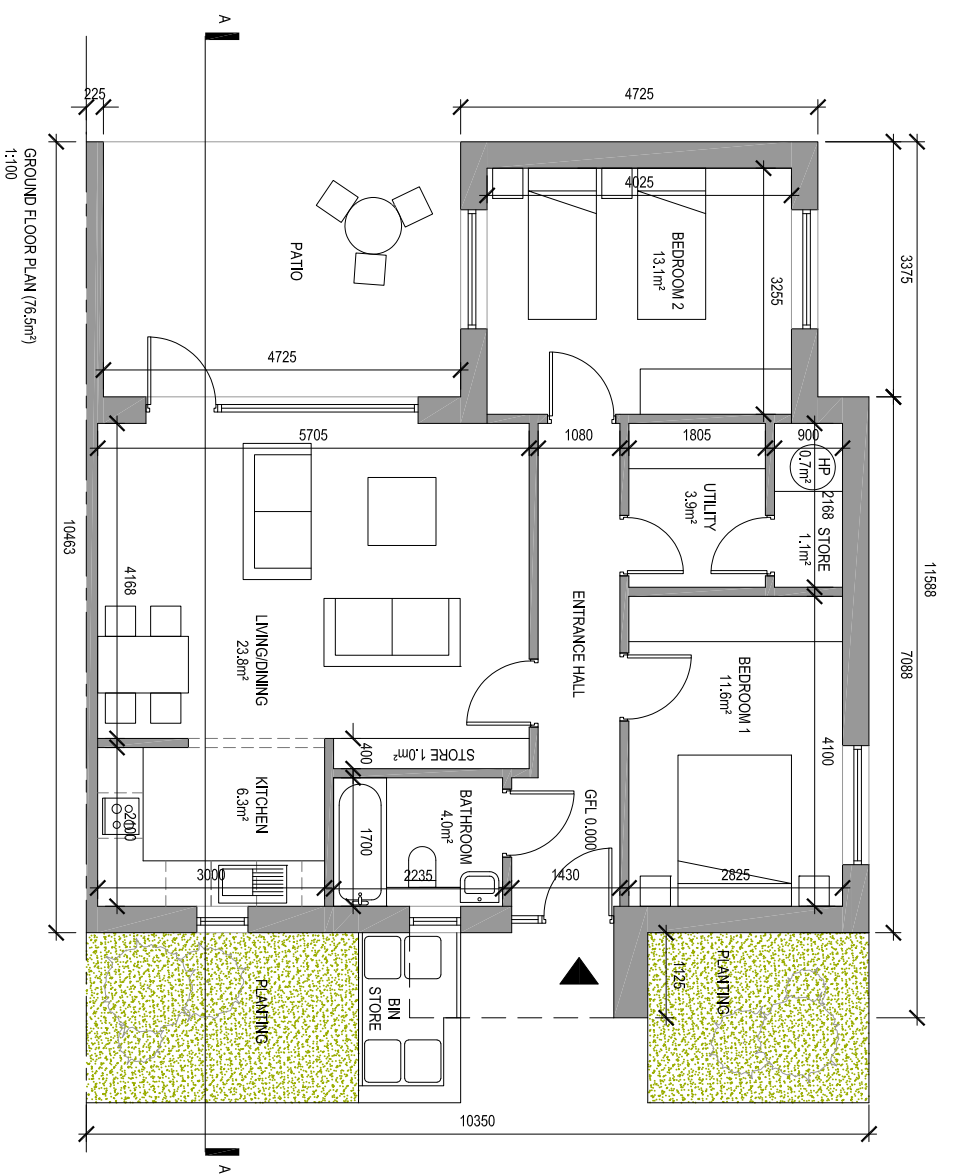 A
225
4725
3375
11588
7088
4025
BEDROOM 2
13.1m²
3255
PATIO
4725
5705
1080
1805
900
HP
0.7m²
2168
STORE
1.1m²
UTILITY
3.9m²
ENTRANCE HALL
10463
4168
LIVING/DINING
23.8m²
BEDROOM 1
11.6m²
4100
400
STORE 1.0m²
KITCHEN
6.3m²
2100
BATHROOM
4.0m²
1700
GFL 0.000
3000
2235
1430
2825
PLANTING
BIN
STORE
PLANTING
1125
10350
A
GROUND FLOOR PLAN (76.5m²)
1:100